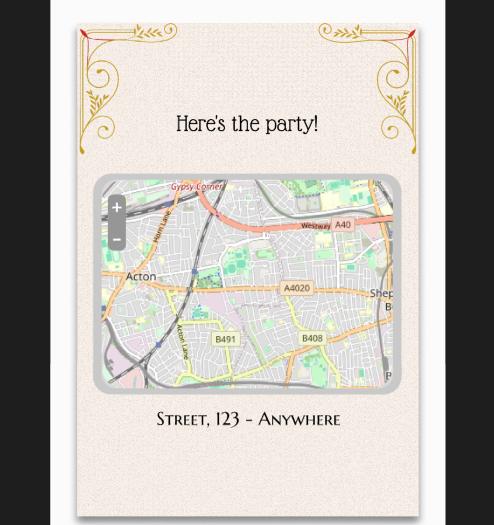 Here's the party!
Gypsy Corner
Horn Lane
Westway A40
Acton
A4020
Shep
B
Acton Lane
B491
B408
P
+
−
Street, 123 - Anywhere